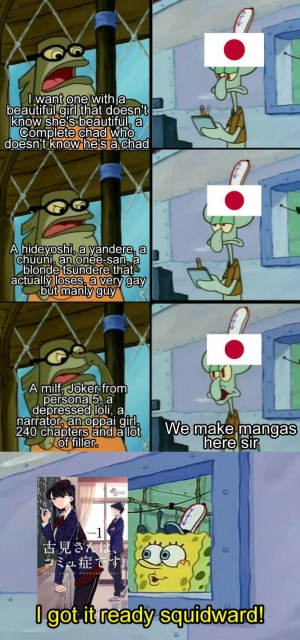 I want one with a
beautiful girl that doesn't
know she's beautiful, a
Complete chad who
doesn't know he's a chad
A hideyoshi, a yandere, a
chuuni, an onee-san, a
blonde tsundere that
actually loses, a very gay
but manly guy
A milf, Joker from
persona 5, a
depressed loli, a
narrator, an oppai girl,
240 chapters and a lot
of filler.
We make mangas
here sir
1
古見さんは、
コミュ症です。
I got it ready squidward!